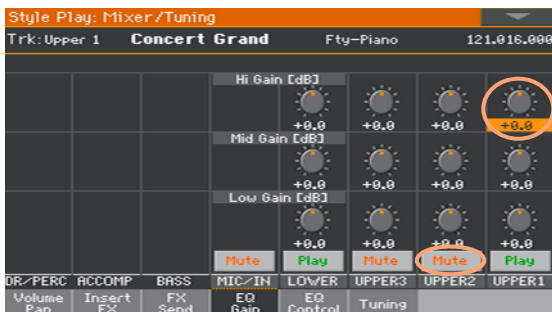 Style Play: Mixer/Tuning
Trk:Upper 1 Concert Grand Fty-Piano 121.016.000
Hi Gain [dB]
+0.0 +0.0 +0.0 +0.0
Mid Gain [dB]
+0.0 +0.0 +0.0 +0.0
Low Gain [dB]
+0.0 +0.0 +0.0 +0.0
Mute Play Mute Mute Play
DR/PERC ACCOMP BASS MIC/IN LOWER UPPER3 UPPER2 UPPER1
Volume Insert FX EQ EQ Tuning
Pan FX Send Gain Control